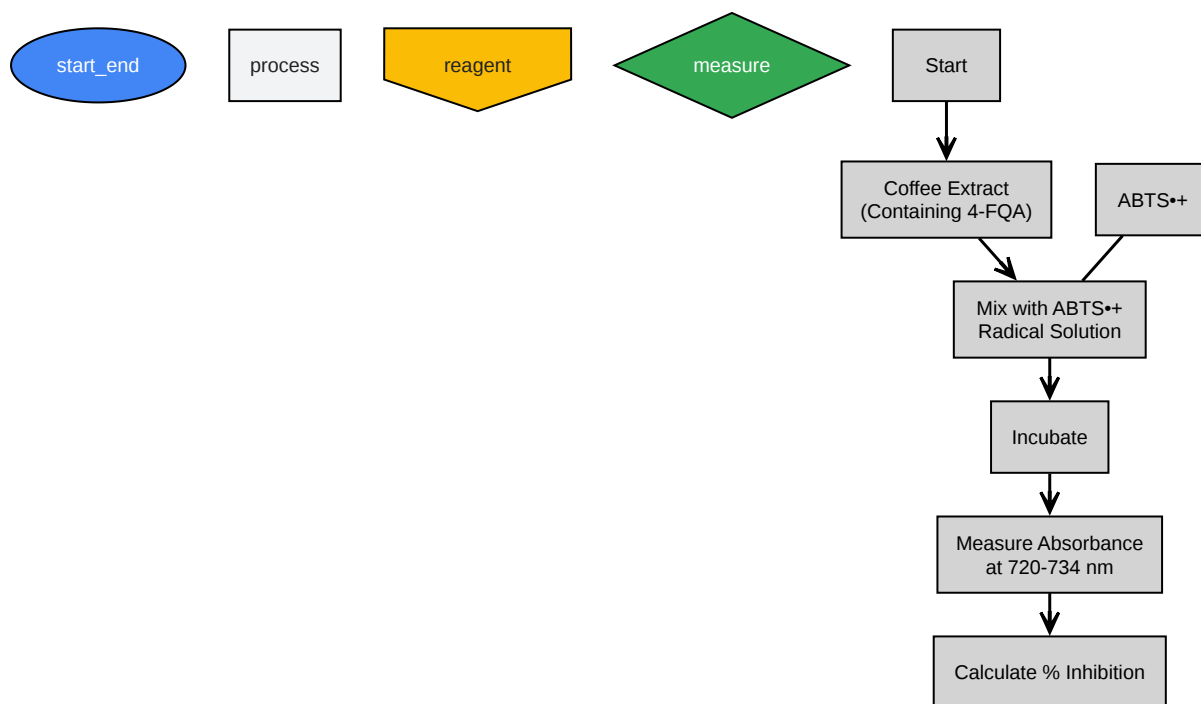 start_end
process
reagent
measure
Start
Coffee Extract
(Containing 4-FQA)
ABTS•+
Mix with ABTS•+
Radical Solution
Incubate
Measure Absorbance
at 720-734 nm
Calculate % Inhibition